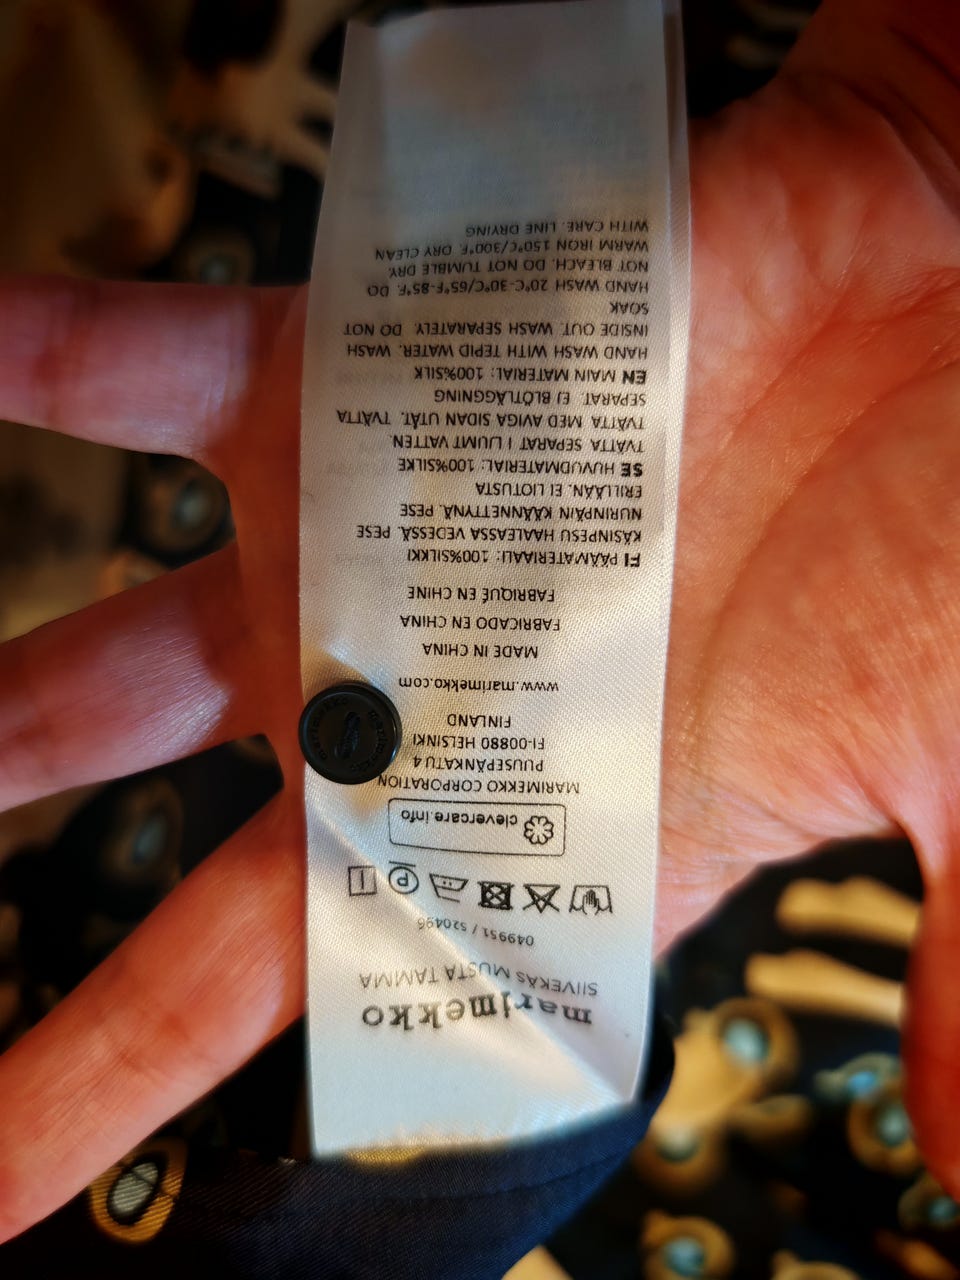 marimekko
SIIVEKÄS MUSTA TAMMA
049951 / 520496
P
clevercare.info
MARIMEKKO CORPORATION
PUUSEPÄNKATU 4
FI-00880 HELSINKI
FINLAND
www.marimekko.com
MADE IN CHINA
FABRICADO EN CHINA
FABRIQUÉ EN CHINE
FI PÄÄMATERIAALI: 100%SILKKI
KÄSINPESU HAALEASSA VEDESSÄ. PESE
NURINPÄIN KÄÄNNETTYNÄ. PESE
ERILLÄÄN. EI LIOTUSTA
SE HUVUDMATERIAL: 100%SILKE
TVÄTTA SEPARAT I LJUMT VATTEN.
TVÄTTA MED AVIGA SIDAN UTÅT. TVÄTTA
SEPARAT. EJ BLÖTLÄGGNING
EN MAIN MATERIAL: 100%SILK
HAND WASH WITH TEPID WATER. WASH
INSIDE OUT. WASH SEPARATELY. DO NOT
SOAK
HAND WASH 20°C-30°C/65°F-85°F. DO
NOT BLEACH. DO NOT TUMBLE DRY.
WARM IRON 150°C/300°F. DRY CLEAN
WITH CARE. LINE DRYING
marimekko marimekko